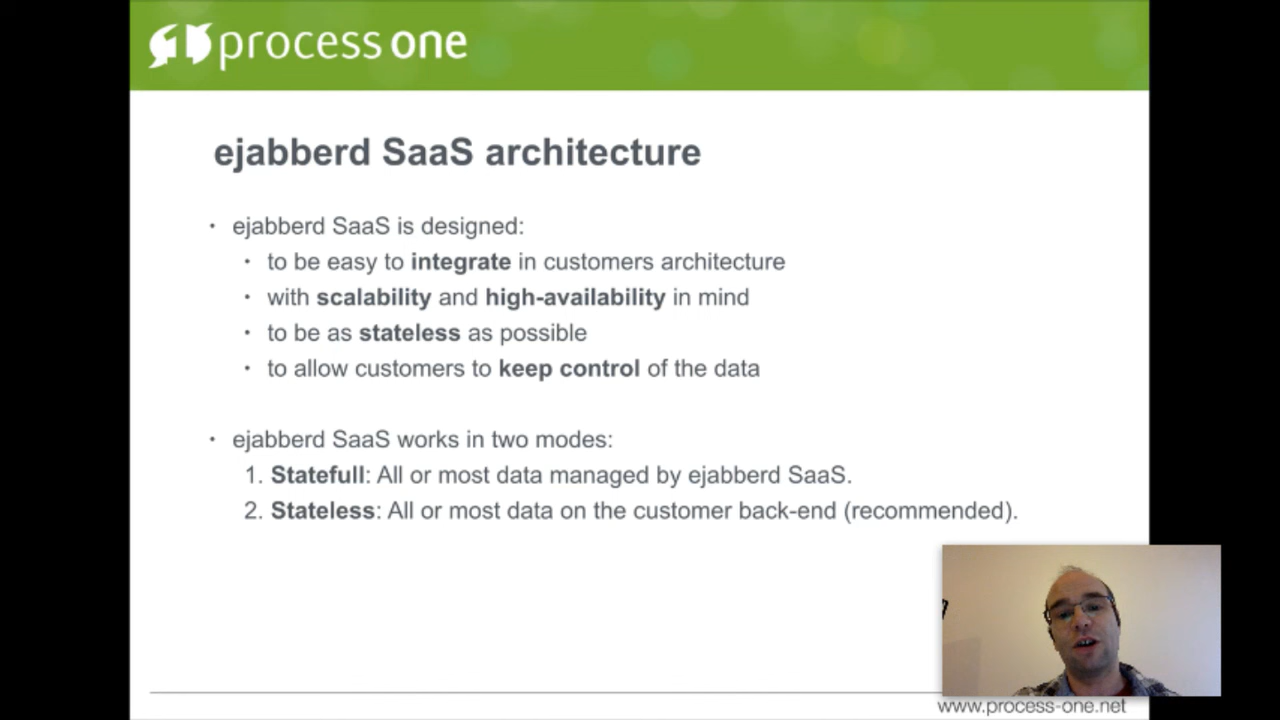 process one
ejabberd SaaS architecture
• ejabberd SaaS is designed:
• to be easy to integrate in customers architecture
• with scalability and high-availability in mind
• to be as stateless as possible
• to allow customers to keep control of the data
• ejabberd SaaS works in two modes:
1. Statefull: All or most data managed by ejabberd SaaS.
2. Stateless: All or most data on the customer back-end (recommended).
www.process-one.net